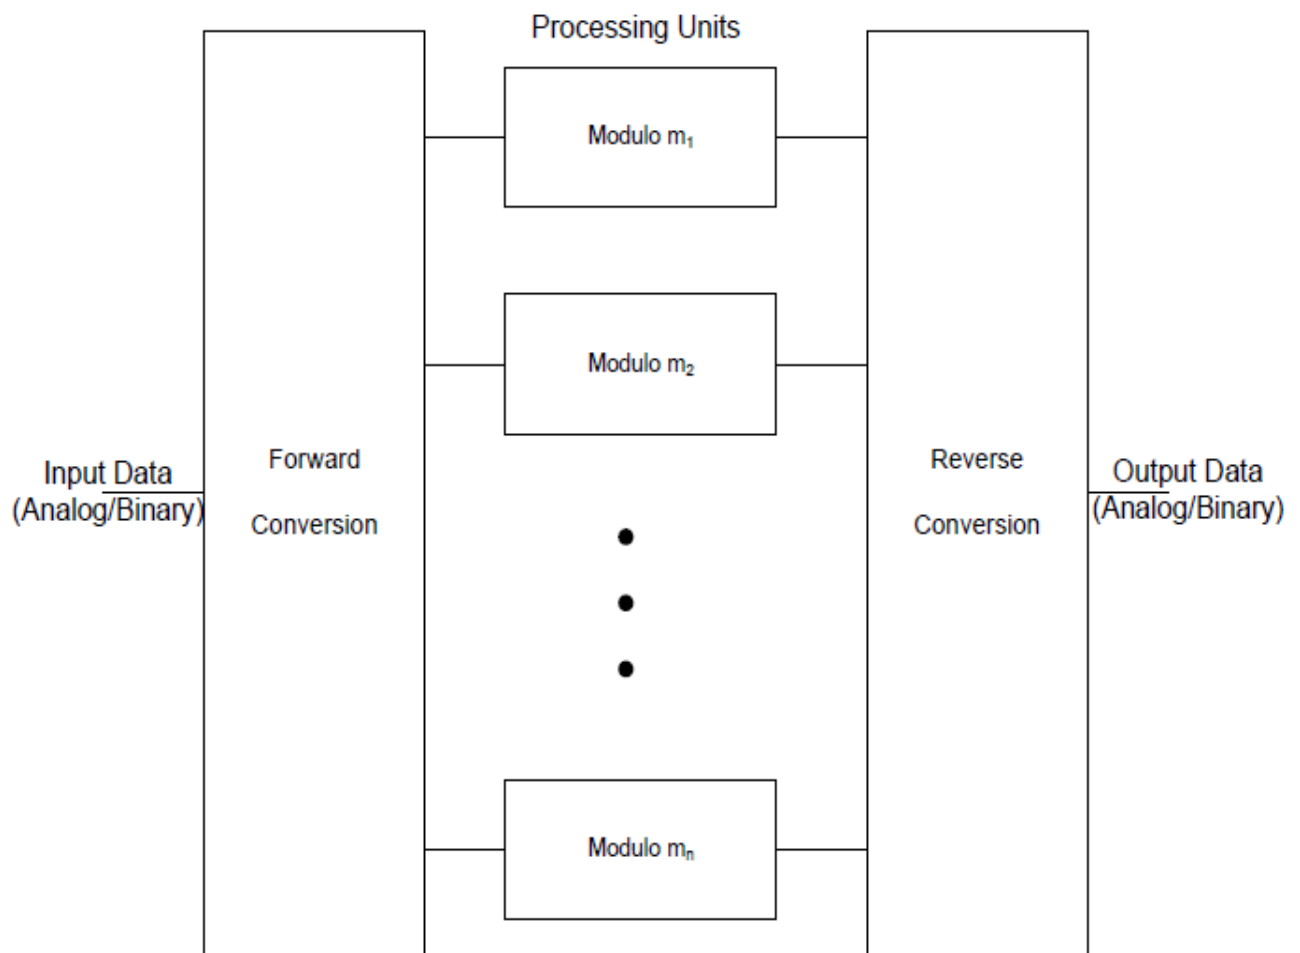 Processing Units
Modulo m₁
Modulo m₂
Input Data
(Analog/Binary)
Forward
Conversion
Reverse
Conversion
Output Data
(Analog/Binary)
Modulo mₙ